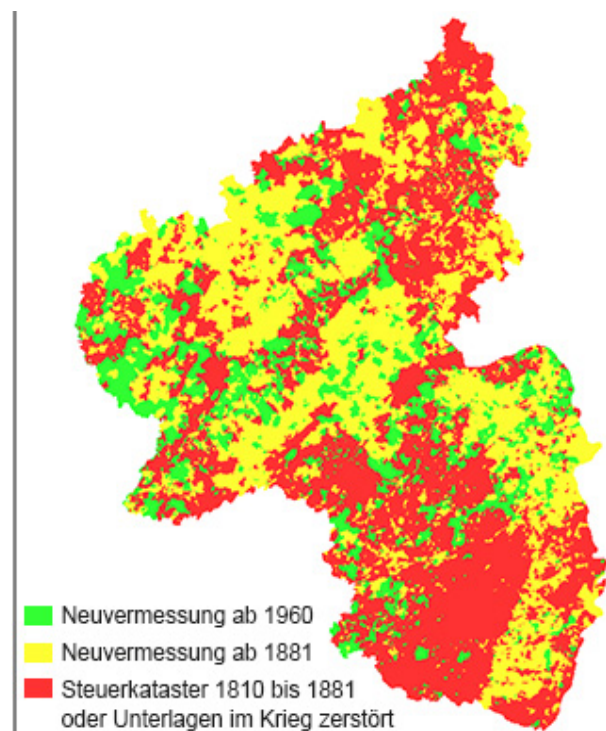 Neuvermessung ab 1960
Neuvermessung ab 1881
Steuerkataster 1810 bis 1881
oder Unterlagen im Krieg zerstört